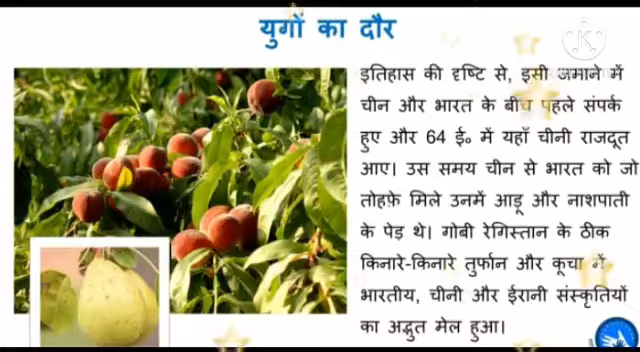 युगों का दौर
इतिहास की दृष्टि से, इसी ज़माने में
चीन और भारत के बीच पहले संपर्क
हुए और 64 ई॰ में यहाँ चीनी राजदूत
आए। उस समय चीन से भारत को जो
तोहफ़े मिले उनमें आड़ू और नाशपाती
के पेड़ थे। गोबी रेगिस्तान के ठीक
किनारे-किनारे तुर्फान और कूचा में
भारतीय, चीनी और ईरानी संस्कृतियों
का अद्भुत मेल हुआ।